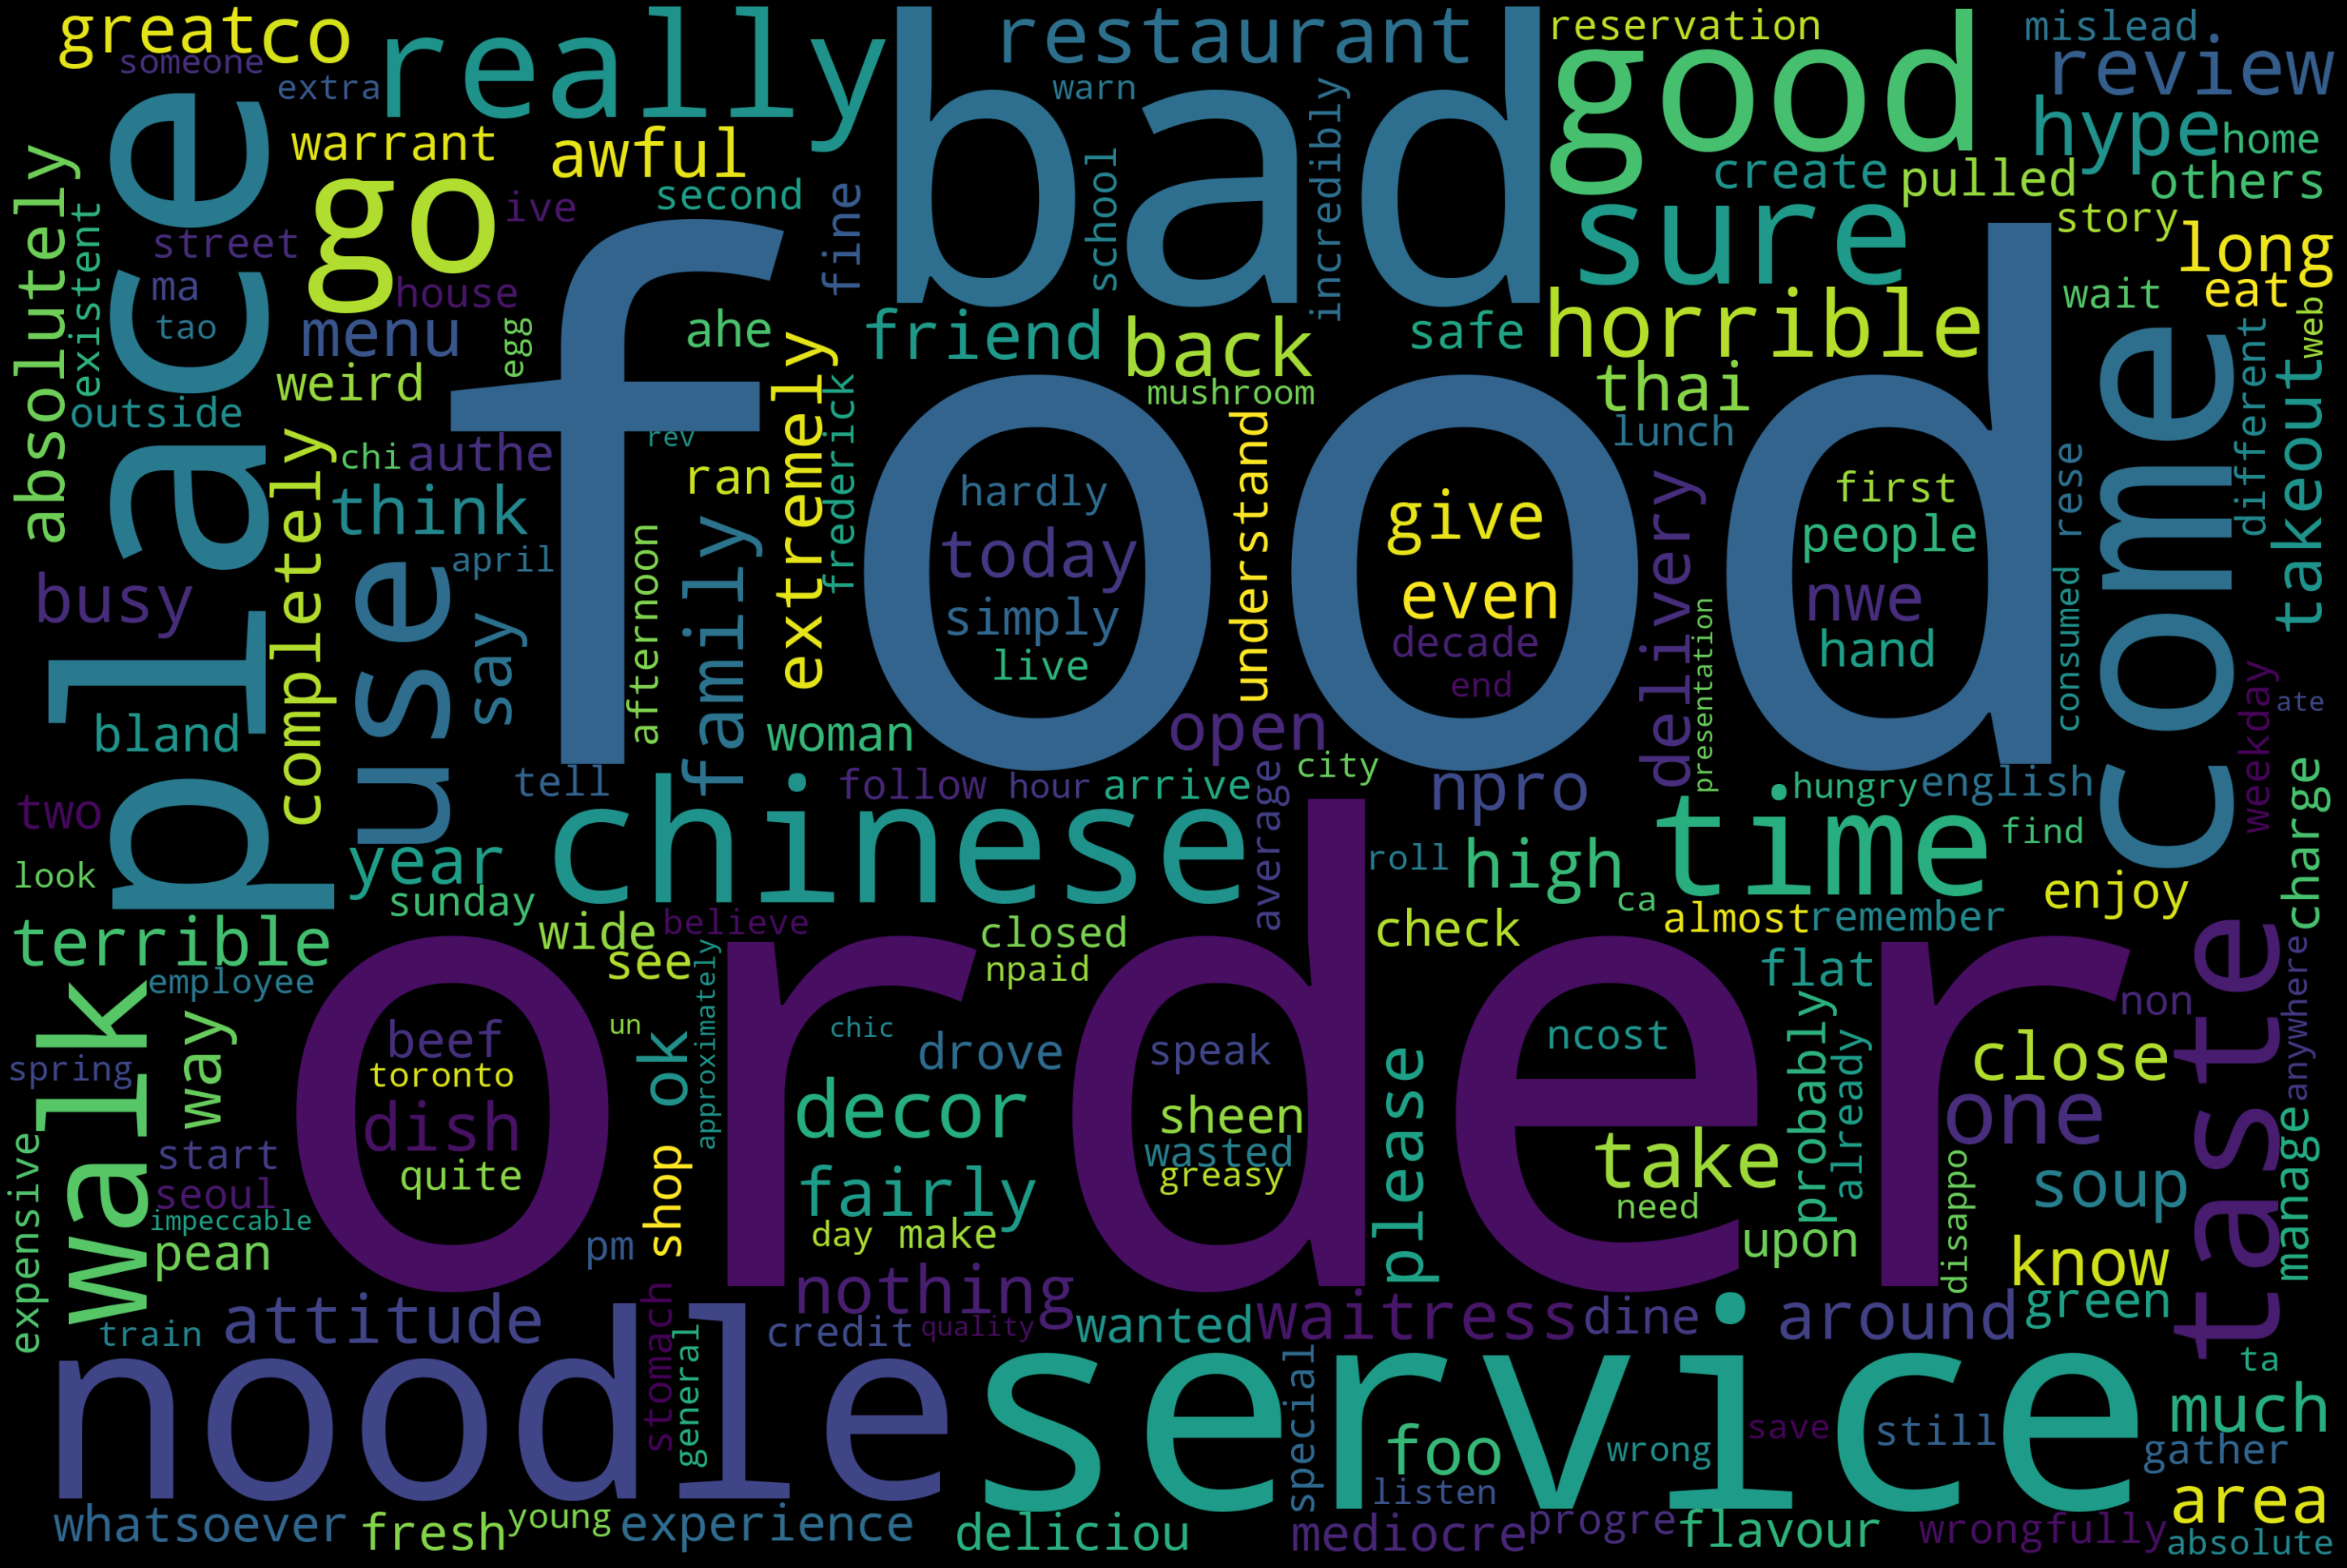 great
co
really
restaurant
reservation
mislead
someone
extra
bad
warn
good
review
place
warrant
awful
school
incredibly
hype
home
absolutely
go
ive
second
fine
create
pulled
others
existent
street
sure
story
long
ma
house
food
friend
back
safe
horrible
wait
eat
tao
menu
egg
ahe
web
weird
extremely
mushroom
thai
come
different
takeout
outside
completely
chi
authe
rev
frederick
understand
lunch
think
ran
hardly
give
delivery
first
consumed
rese
busy
use
say
april
afternoon
family
today
even
people
simply
decade
nwe
live
end
hand
presentation
bland
woman
open
weekday
ate
tell
follow
hour
arrive
average
city
npro
hungry
english
charge
two
chinese
time
find
look
year
roll
high
enjoy
sunday
ca
terrible
wide
believe
closed
check
almost
remember
taste
employee
see
npaid
order
flat
non
anywhere
walk
way
approximately
spring
beef
un
ok
chic
drove
speak
ncost
please
probably
already
close
toronto
decor
sheen
one
dish
wasted
take
manage
expensive
start
quite
shop
fairly
greasy
soup
seoul
need
disappo
impeccable
pean
pm
day
make
upon
know
attitude
stomach
nothing
wanted
waitress
dine
around
green
train
general
credit
quality
ta
noodle
service
special
foo
wrong
save
still
much
gather
listen
area
whatsoever
fresh
young
experience
deliciou
mediocre
progre
flavour
wrongfully
absolute